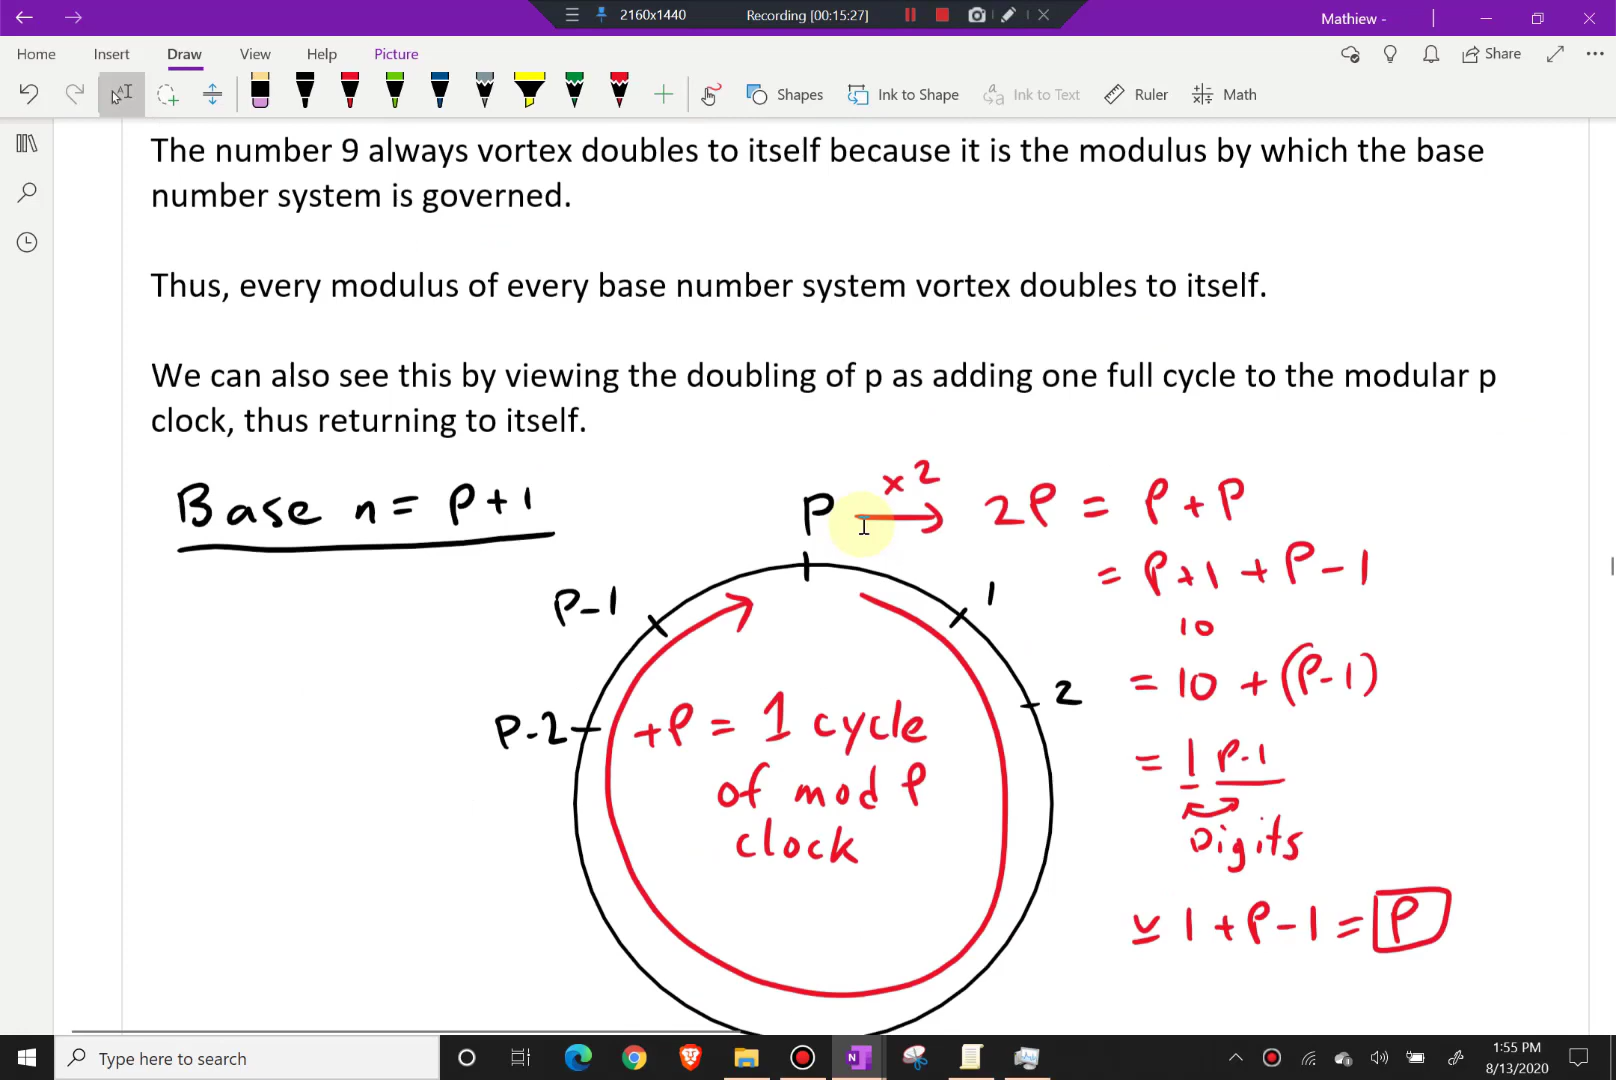 2160x1440
Recording [00:15:27]
Mathiew -
Home Insert Draw View Help Picture
Share
Shapes
Ink to Shape
Ink to Text
Ruler
Math
The number 9 always vortex doubles to itself because it is the modulus by which the base
number system is governed.
Thus, every modulus of every base number system vortex doubles to itself.
We can also see this by viewing the doubling of p as adding one full cycle to the modular p
clock, thus returning to itself.
Base n = P+1
P
x2
2P = P + P
= P+1 + P-1
10
= 10 + (P-1)
= 1 P-1
Digits
⊻ 1 + P - 1 = P
P-1
1
P-2
2
+P = 1 cycle
of mod P
clock
Type here to search
1:55 PM
8/13/2020